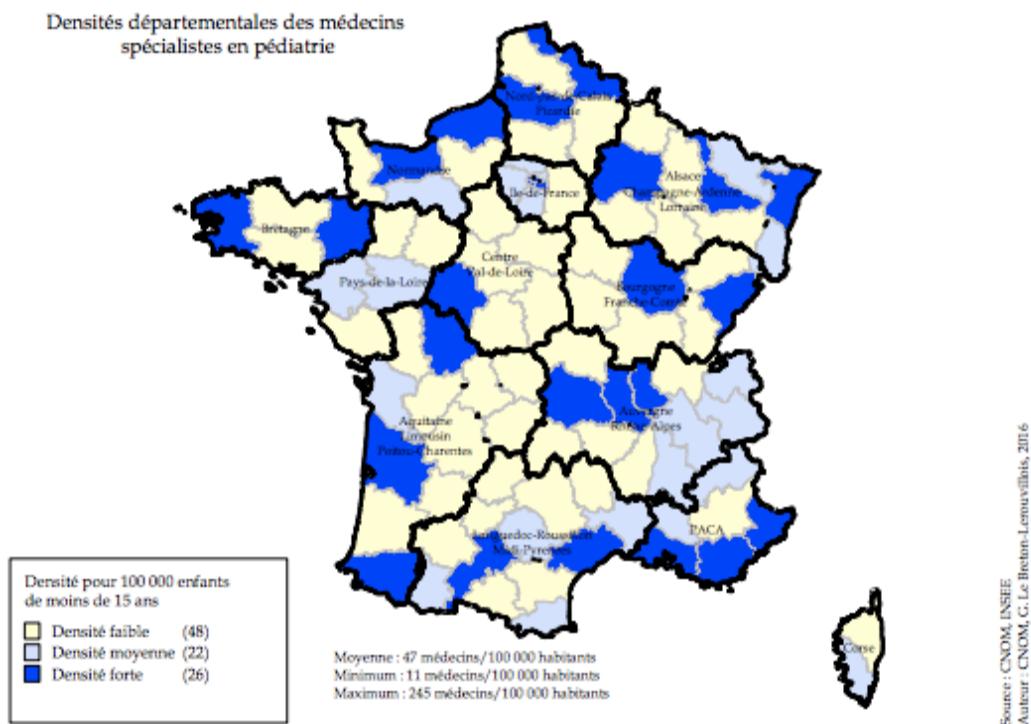 Densités départementales des médecins
spécialistes en pédiatrie
Nord-pas-de-Calais
Picardie
Normandie
Ile-de-France
Alsace
Champagne-Ardenne
Lorraine
Bretagne
Pays-de-la-Loire
Centre
Val-de-Loire
Bourgogne
Franche-Comté
Aquitaine
Limousin
Poitou-Charentes
Auvergne
Rhône-Alpes
Languedoc-Roussillon
Midi-Pyrénées
PACA
Corse
Densité pour 100 000 enfants
de moins de 15 ans
Densité faible (48)
Densité moyenne (22)
Densité forte (26)
Moyenne : 47 médecins/100 000 habitants
Minimum : 11 médecins/100 000 habitants
Maximum : 245 médecins/100 000 habitants
Source : CNOM, INSEE
Auteur : CNOM, G. Le Breton-Lerouvillois, 2016